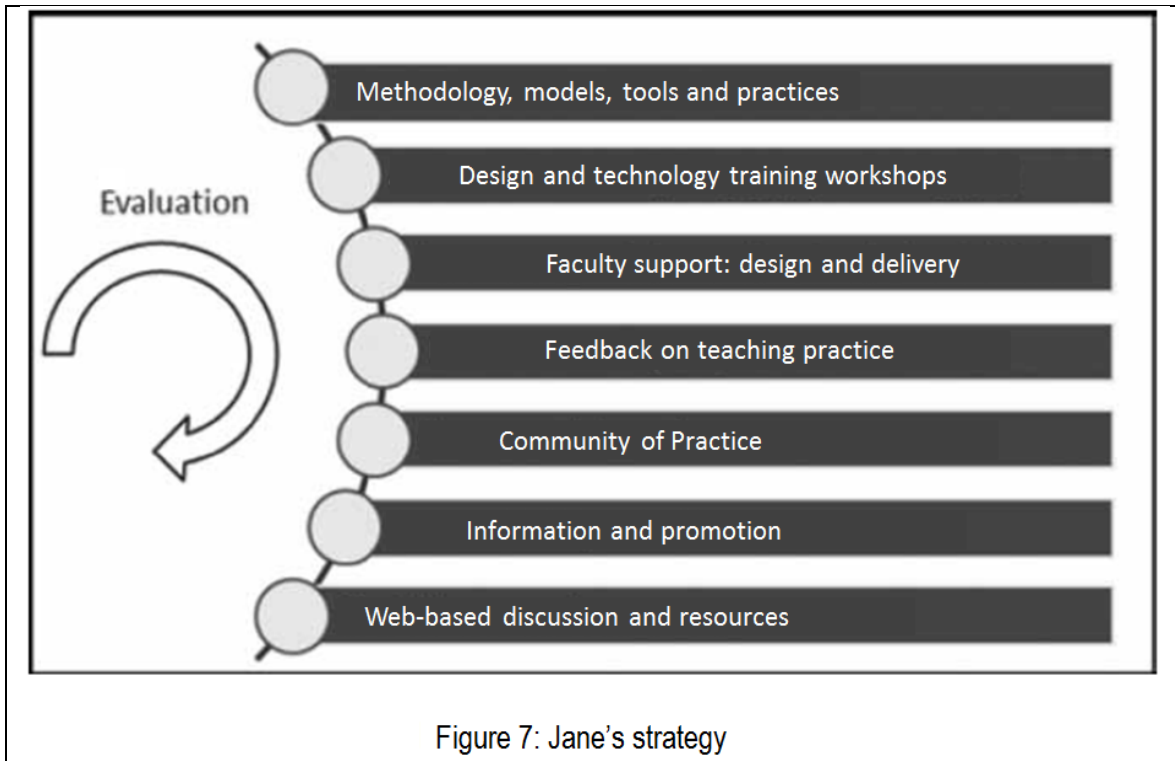 Methodology, models, tools and practices
Design and technology training workshops
Evaluation
Faculty support: design and delivery
Feedback on teaching practice
Community of Practice
Information and promotion
Web-based discussion and resources
Figure 7: Jane’s strategy